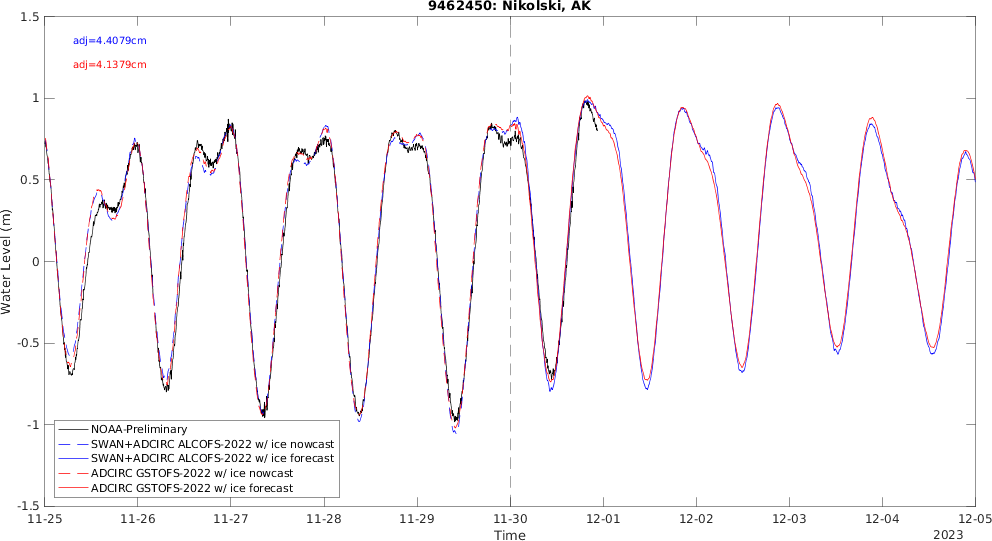 9462450: Nikolski, AK
1.5
adj=4.4079cm
adj=4.1379cm
1
0.5
0
-0.5
-1
-1.5
Water Level (m)
NOAA-Preliminary
SWAN+ADCIRC ALCOFS-2022 w/ ice nowcast
SWAN+ADCIRC ALCOFS-2022 w/ ice forecast
ADCIRC GSTOFS-2022 w/ ice nowcast
ADCIRC GSTOFS-2022 w/ ice forecast
11-25 11-26 11-27 11-28 11-29 11-30 12-01 12-02 12-03 12-04 12-05
Time
2023